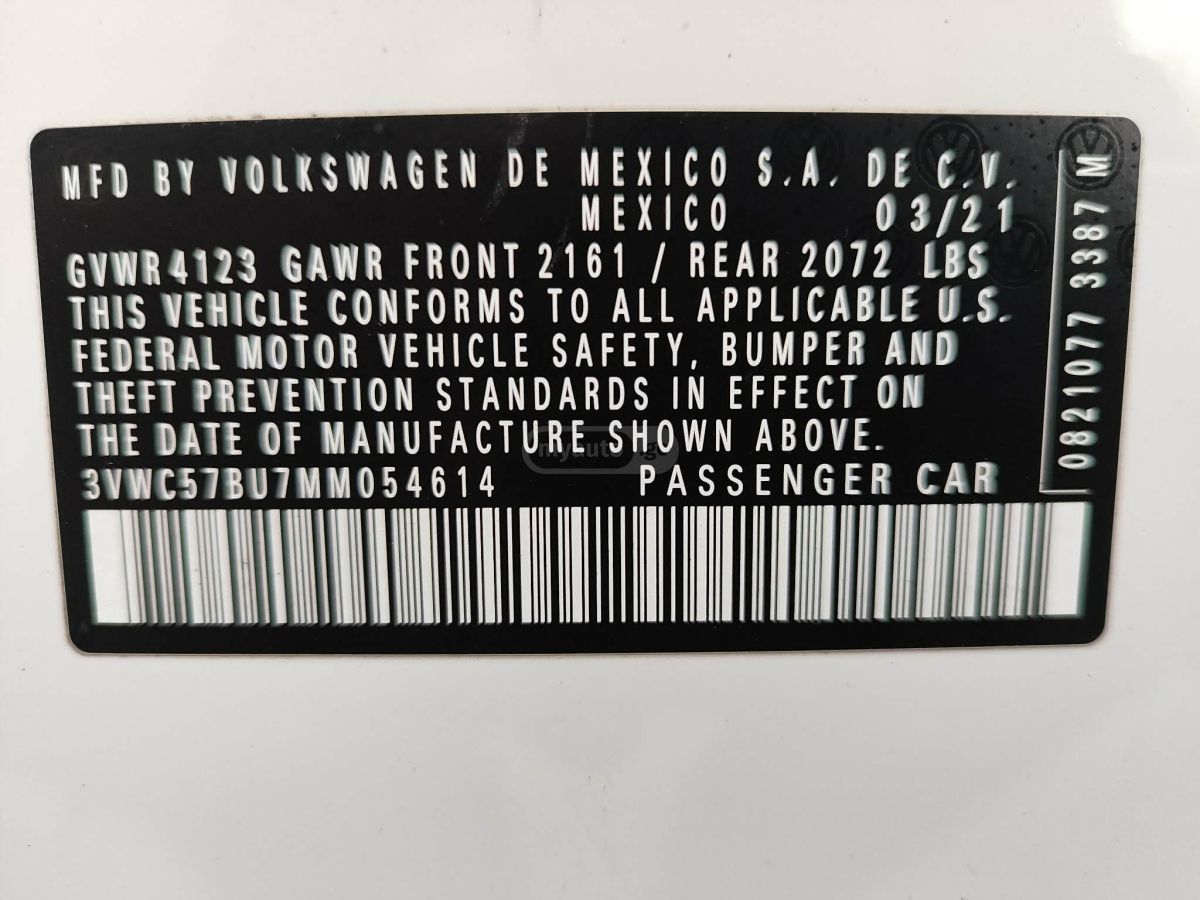 MFD BY VOLKSWAGEN DE MEXICO S.A. DE C.V.
MEXICO 03/21
GVWR4123 GAWR FRONT 2161 / REAR 2072 LBS
THIS VEHICLE CONFORMS TO ALL APPLICABLE U.S.
FEDERAL MOTOR VEHICLE SAFETY, BUMPER AND
THEFT PREVENTION STANDARDS IN EFFECT ON
THE DATE OF MANUFACTURE SHOWN ABOVE.
3VWC57BU7MM054614 PASSENGER CAR
0821077 3387 M
myauto.ge